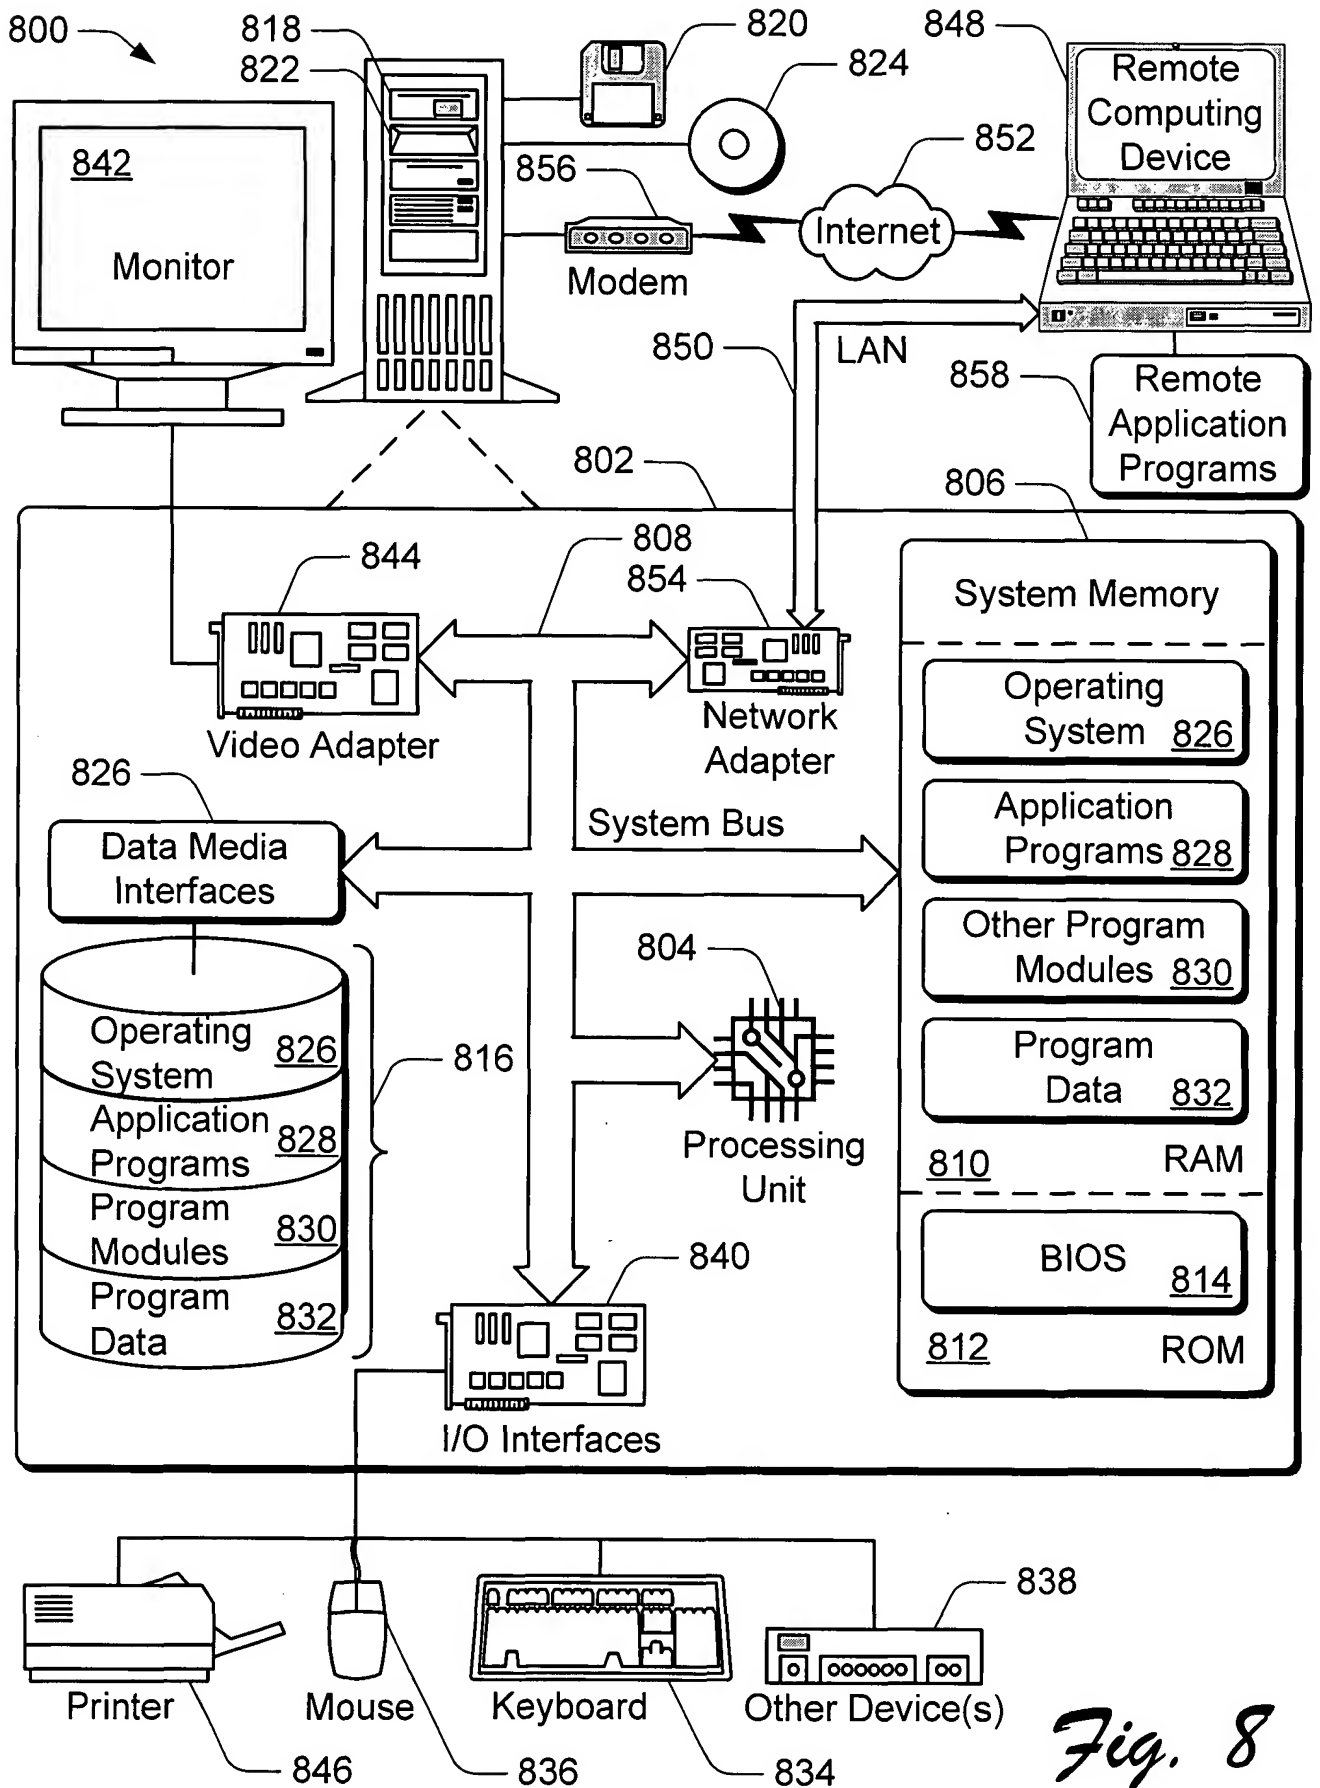 800
818
822
820
824
848
Remote
Computing
Device
842
Monitor
856
Modem
852
Internet
850
LAN
858
Remote
Application
Programs
802
806
844
Video Adapter
808
854
Network
Adapter
System Memory
Operating
System 826
Application
Programs 828
Other Program
Modules 830
Program
Data 832
810 RAM
BIOS 814
812 ROM
826
Data Media
Interfaces
System Bus
804
Processing
Unit
Operating
System 826
Application
Programs 828
Program
Modules 830
Program
Data 832
816
840
I/O Interfaces
838
Printer
Mouse
Keyboard
Other Device(s)
846
836
834
Fig. 8